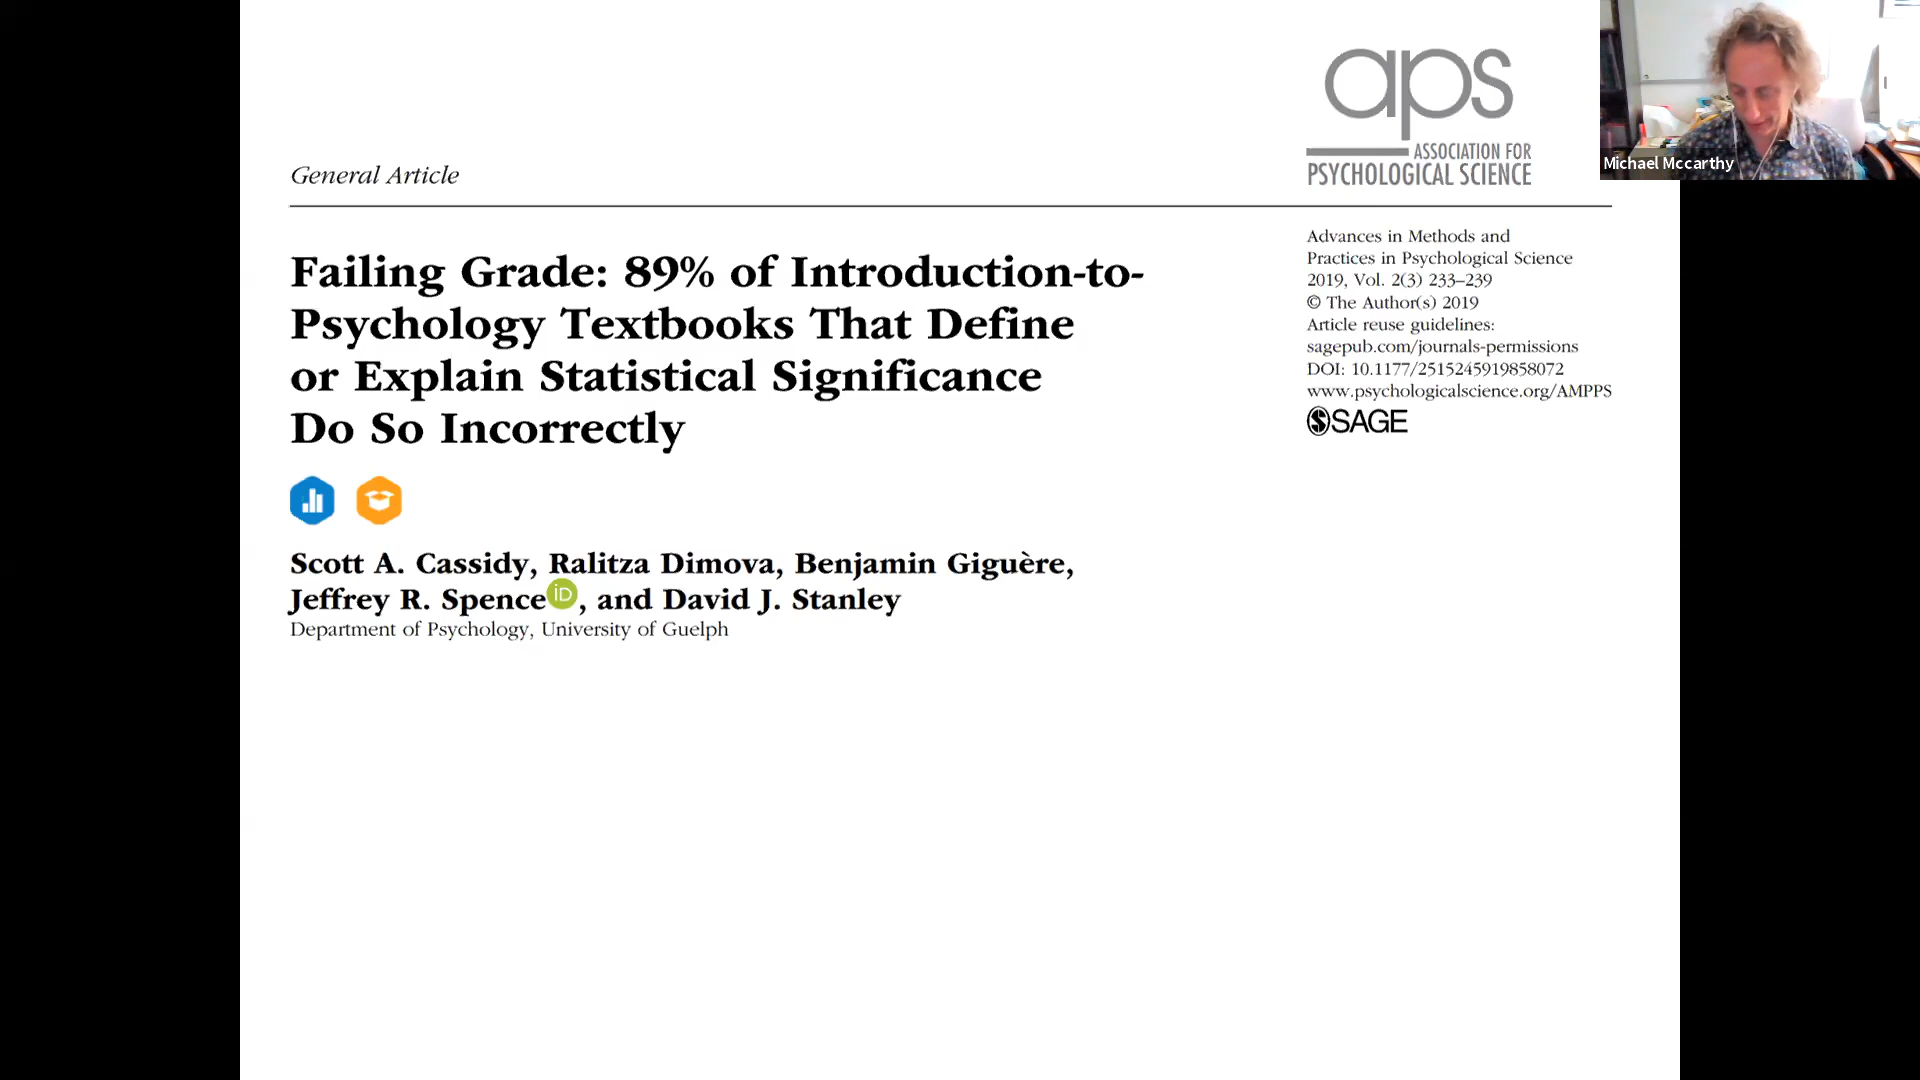 aps
ASSOCIATION FOR
PSYCHOLOGICAL SCIENCE
Michael Mccarthy
General Article
Failing Grade: 89% of Introduction-to-
Psychology Textbooks That Define
or Explain Statistical Significance
Do So Incorrectly
Advances in Methods and
Practices in Psychological Science
2019, Vol. 2(3) 233–239
© The Author(s) 2019
Article reuse guidelines:
sagepub.com/journals-permissions
DOI: 10.1177/2515245919858072
www.psychologicalscience.org/AMPPS
SAGE
Scott A. Cassidy, Ralitza Dimova, Benjamin Giguère,
Jeffrey R. Spence iD, and David J. Stanley
Department of Psychology, University of Guelph